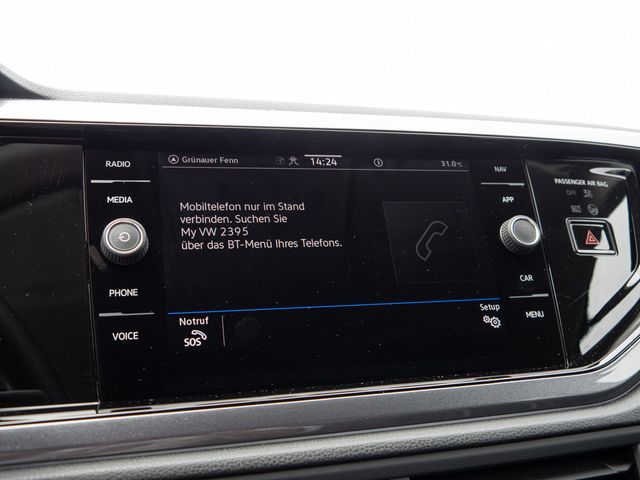 RADIO
MEDIA
PHONE
VOICE
Grünauer Fenn
14:24
31.0°C
Mobiltelefon nur im Stand
verbinden. Suchen Sie
My VW 2395
über das BT-Menü Ihres Telefons.
Notruf
SOS
Setup
NAV
APP
CAR
MENU
PASSENGER AIR BAG
OFF